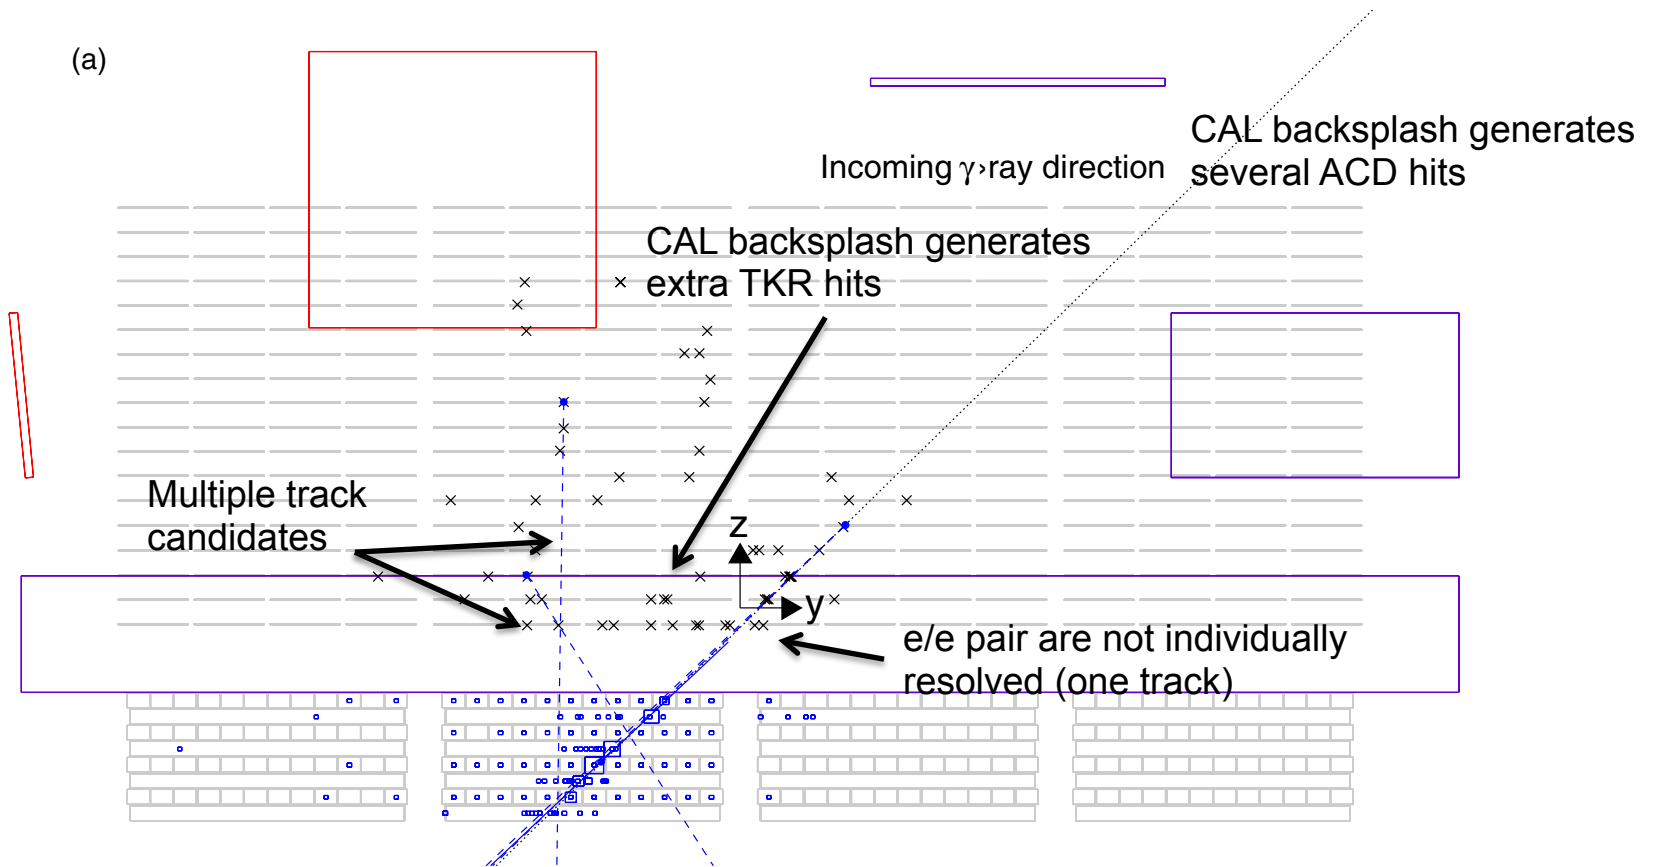 (a)
CAL backsplash generates
several ACD hits
Incoming γ›ray direction
CAL backsplash generates
extra TKR hits
Multiple track
candidates
z
y
e/e pair are not individually
resolved (one track)